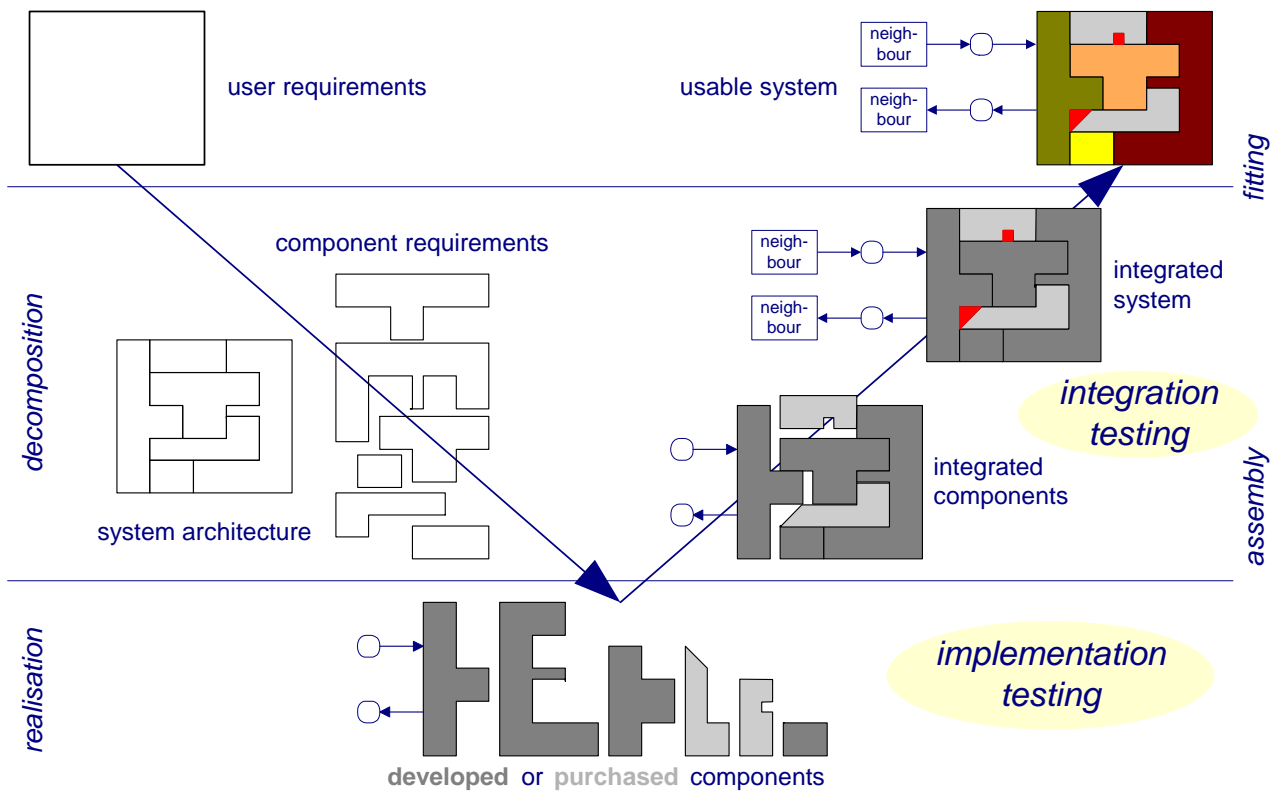 user requirements
usable system
neigh-
bour
neigh-
bour
fitting
component requirements
neigh-
bour
neigh-
bour
integrated
system
decomposition
integration
testing
integrated
components
system architecture
assembly
realisation
implementation
testing
developed or purchased components